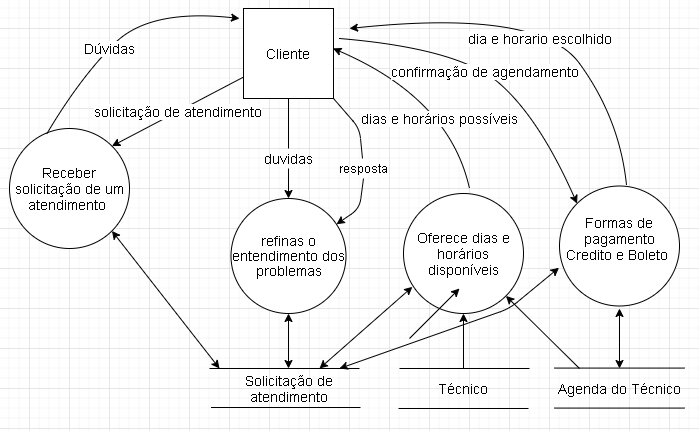 dia e horario escolhido
Dúvidas
Cliente
confirmação de agendamento
solicitação de atendimento
dias e horários possíveis
duvidas
resposta
Receber
solicitação de um
atendimento
refinas o
entendimento dos
problemas
Oferece dias e
horários
disponíveis
Formas de
pagamento
Credito e Boleto
Solicitação de
atendimento
Técnico
Agenda do Técnico